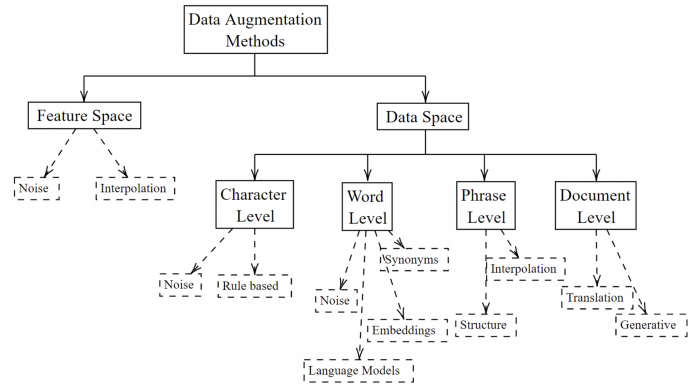 Data Augmentation
Methods
Feature Space
Data Space
Noise
Interpolation
Character
Level
Word
Level
Phrase
Level
Document
Level
Noise
Rule based
Synonyms
Noise
Embeddings
Language Models
Interpolation
Structure
Translation
Generative